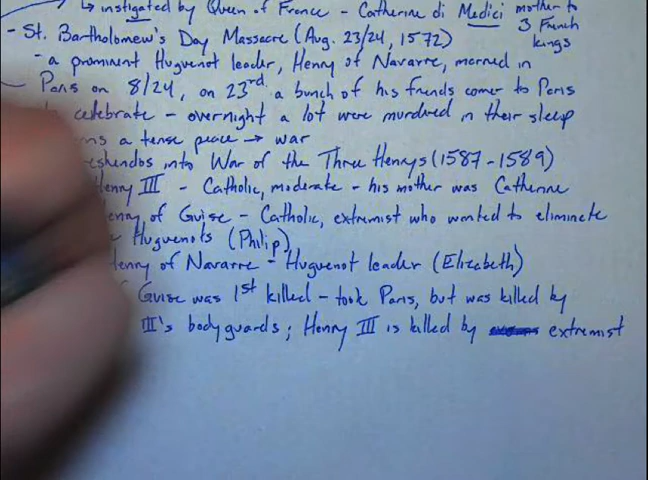 ↳ instigated by Queen of France - Catherine di Medici mother to 3 French kings
- St. Bartholomew's Day Massacre (Aug. 23/24, 1572)
- a prominent Huguenot leader, Henry of Navarre, married in
Paris on 8/24, on 23rd a bunch of his friends comer to Paris
celebrate - overnight a lot were murdured in their sleep
a tense peace → war
into War of the Three Henrys (1587-1589)
Henry III - Catholic, moderate - his mother was Catherine
Henry of Guise - Catholic, extremist who wanted to eliminate
Huguenots (Philip)
Henry of Navarre - Huguenot leader (Elizabeth)
Guise was 1st killed - took Paris, but was killed by
III's bodyguards; Henry III is killed by extremist